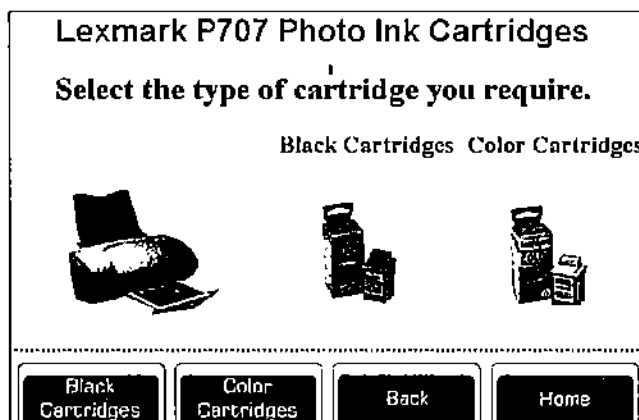 Lexmark P707 Photo Ink Cartridges
Select the type of cartridge you require.
Black Cartridges Color Cartridges
Black
Cartridges
Color
Cartridges
Back
Home